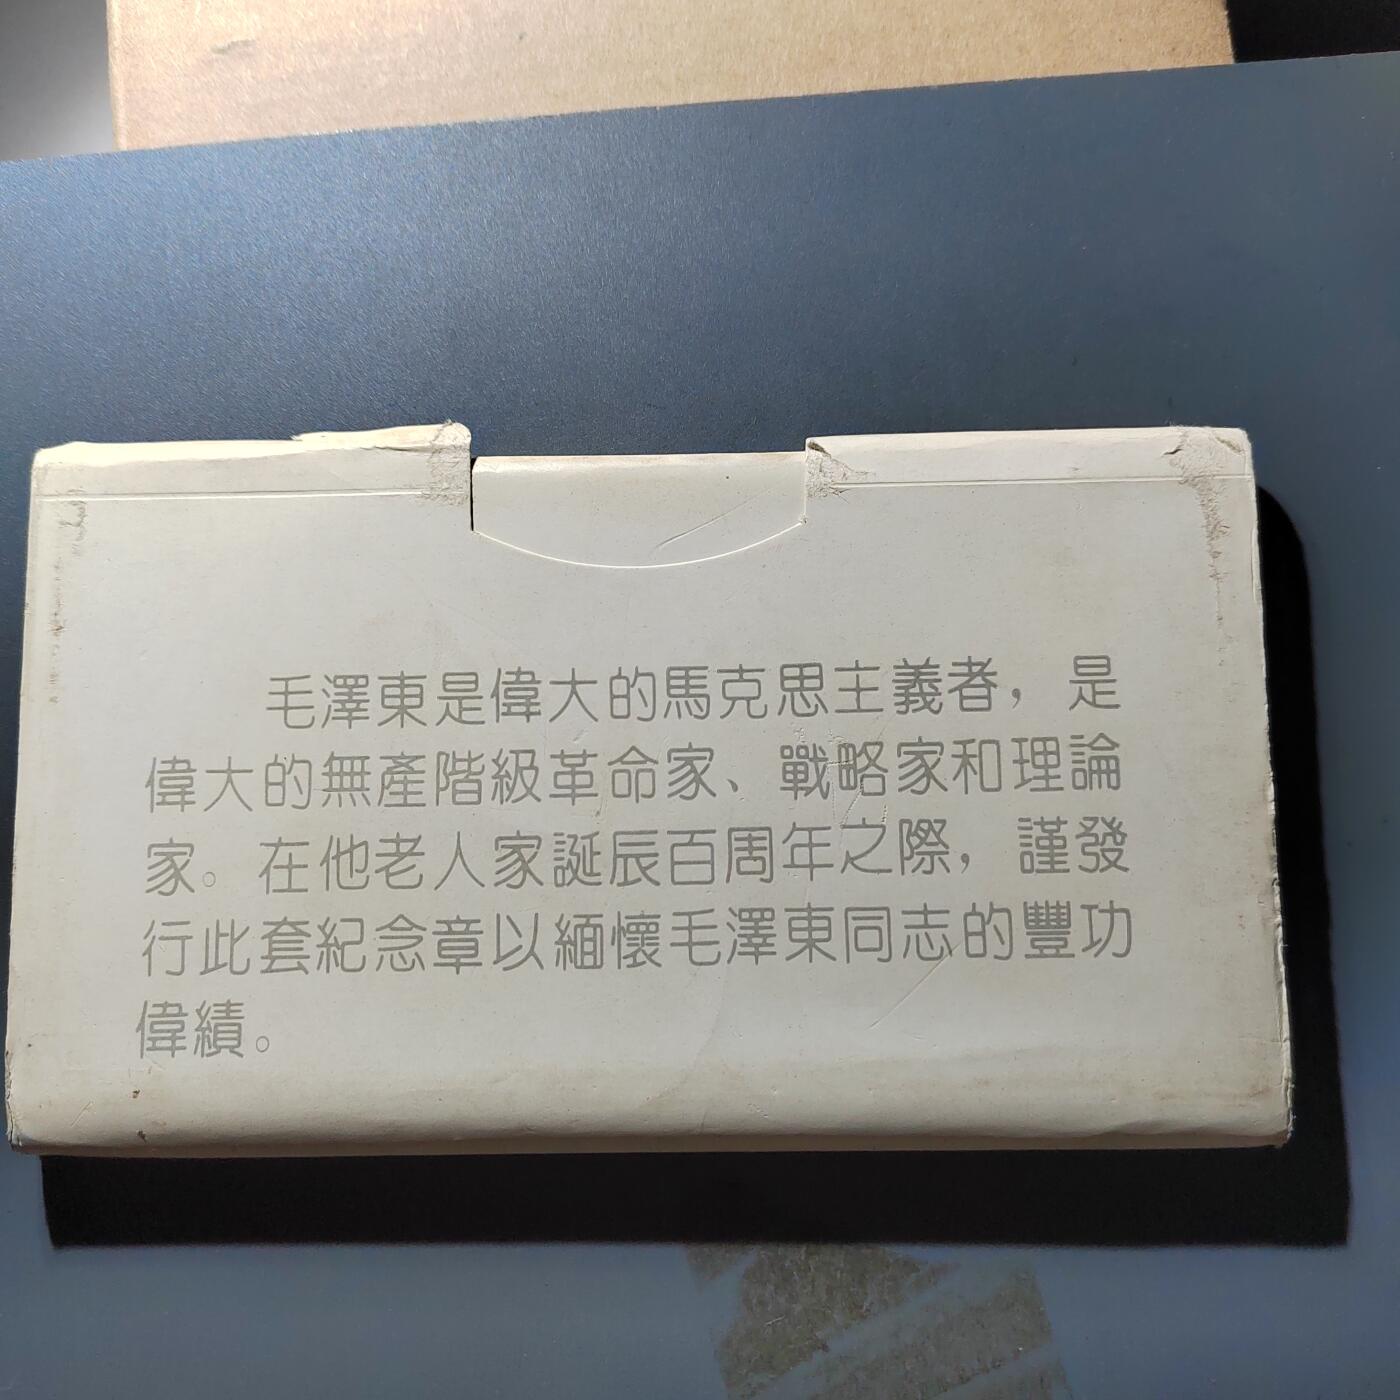 毛澤東是偉大的馬克思主義者，是
偉大的無產階級革命家、戰略家和理論
家。在他老人家誕辰百周年之際，謹發
行此套紀念章以緬懷毛澤東同志的豐功
偉績。